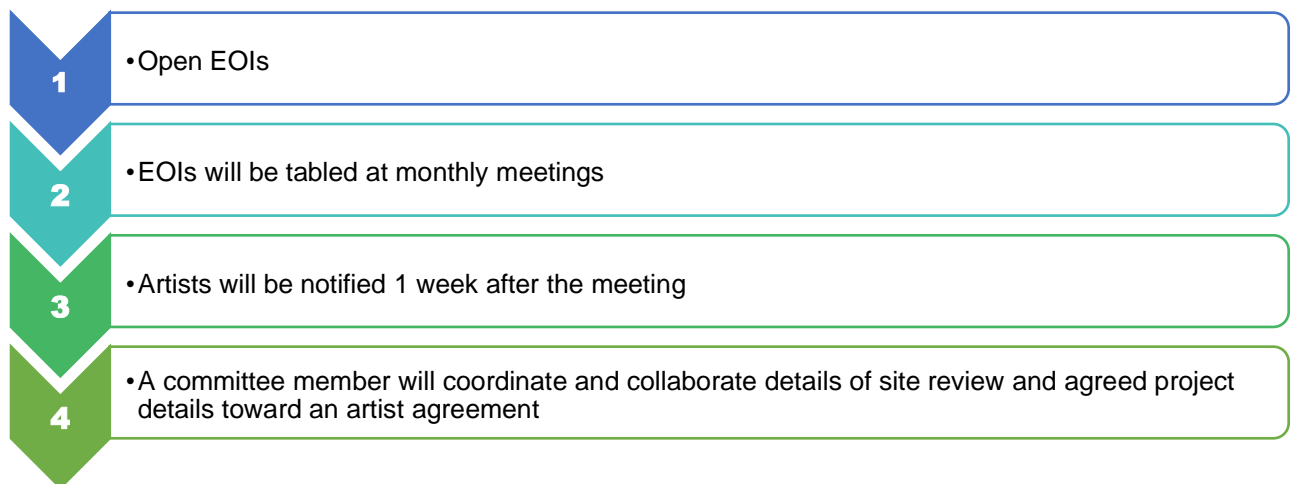 1
•Open EOIs
2
•EOIs will be tabled at monthly meetings
3
•Artists will be notified 1 week after the meeting
4
•A committee member will coordinate and collaborate details of site review and agreed project
details toward an artist agreement